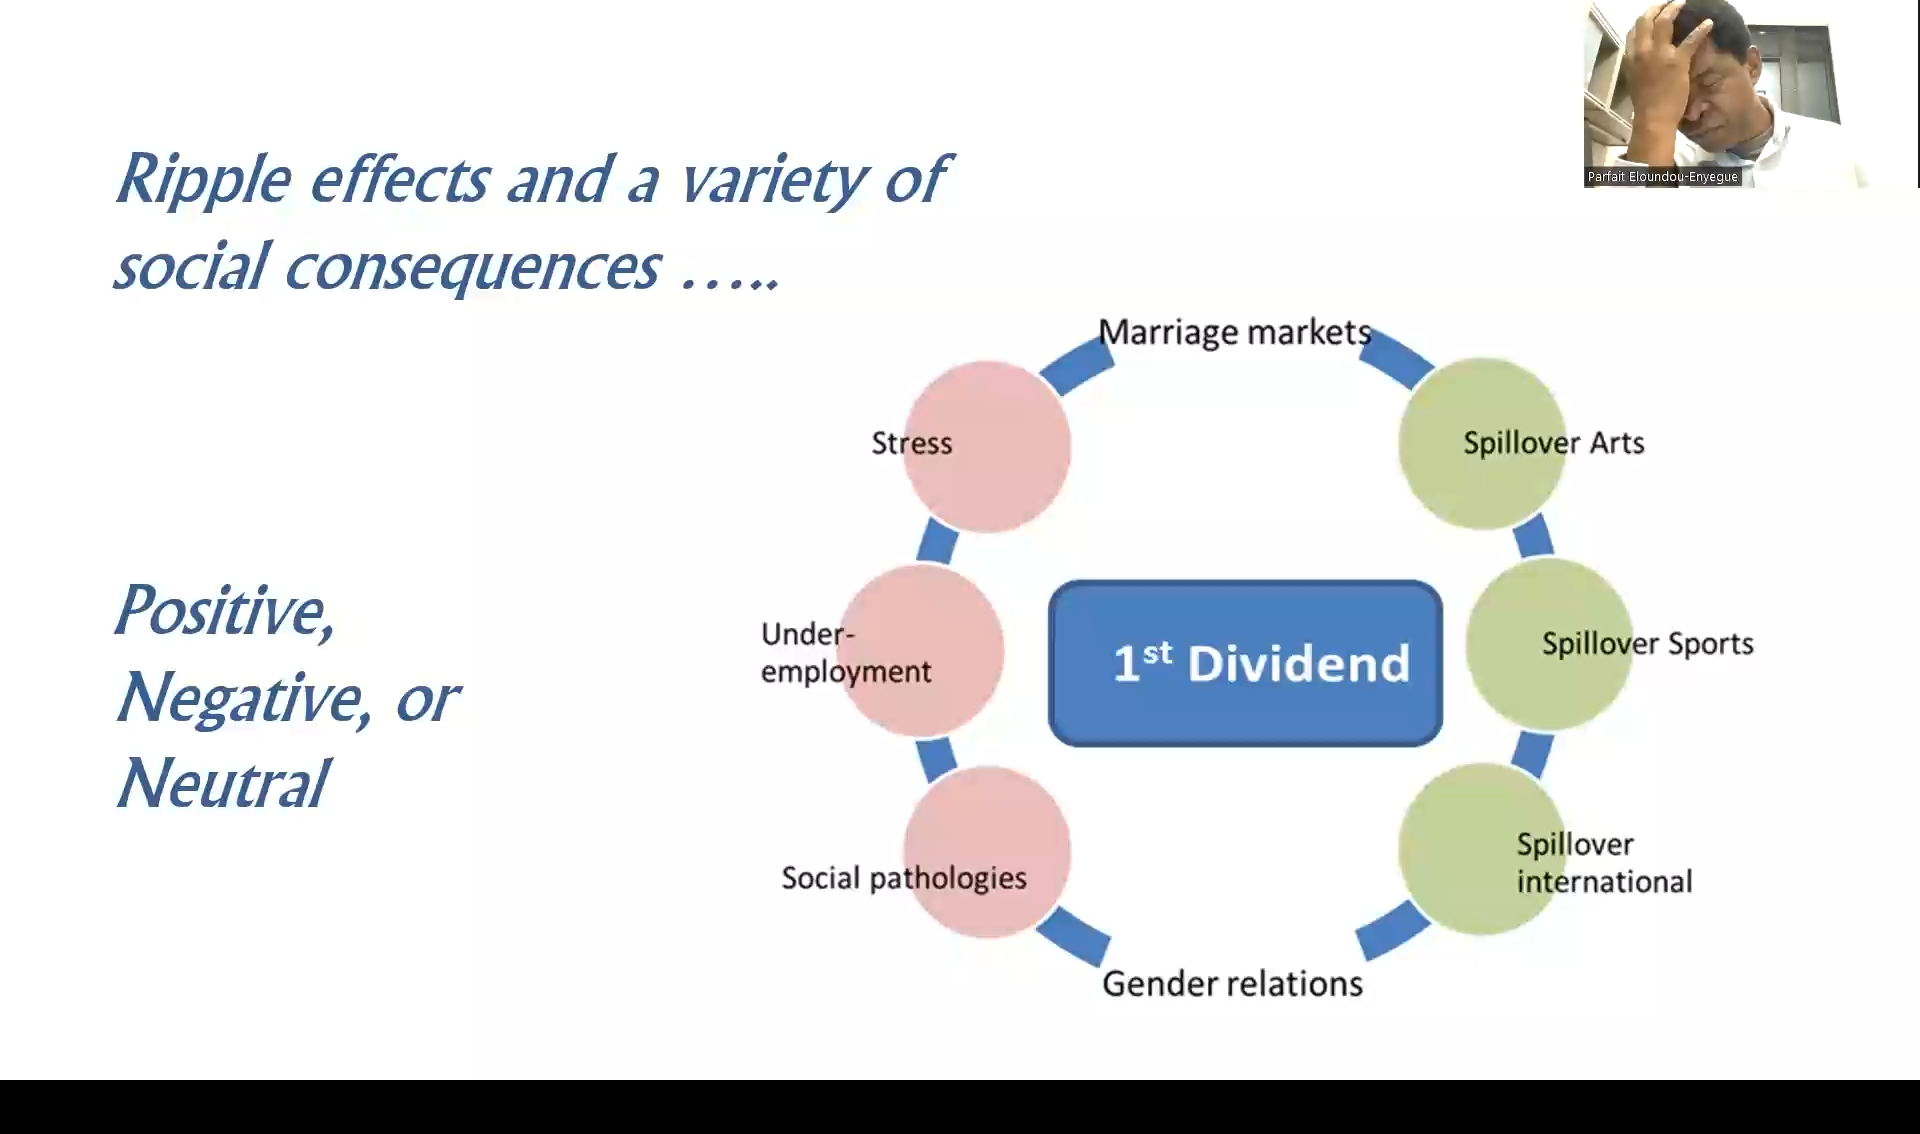 Parfait Eloundou-Enyegue
Ripple effects and a variety of
social consequences …..
Positive,
Negative, or
Neutral
Marriage markets
Stress
Spillover Arts
Under-
employment
1st Dividend
Spillover Sports
Social pathologies
Spillover
international
Gender relations